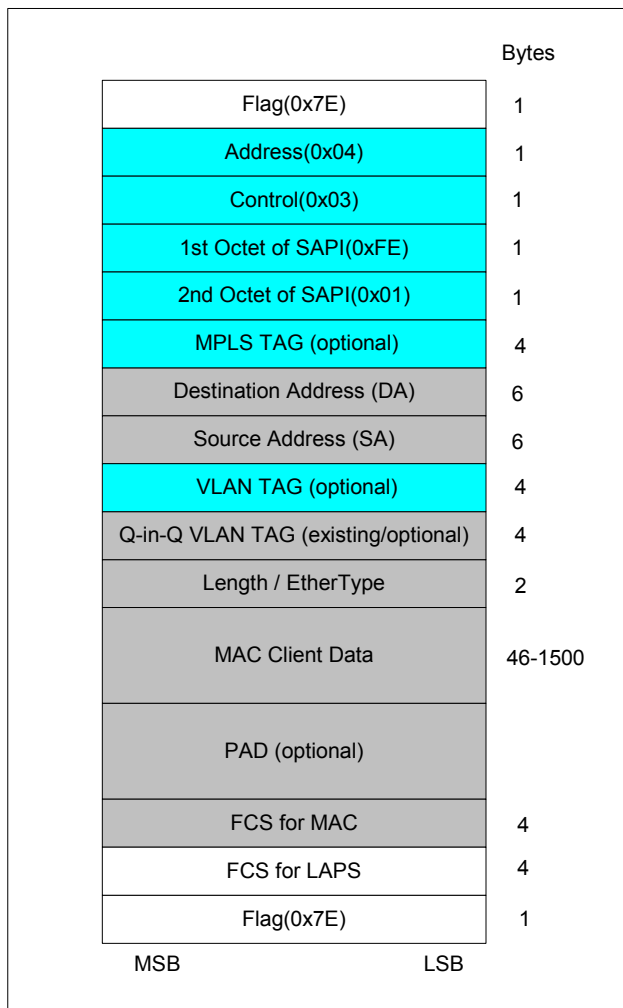 Bytes
Flag(0x7E) 1
Address(0x04) 1
Control(0x03) 1
1st Octet of SAPI(0xFE) 1
2nd Octet of SAPI(0x01) 1
MPLS TAG (optional) 4
Destination Address (DA) 6
Source Address (SA) 6
VLAN TAG (optional) 4
Q-in-Q VLAN TAG (existing/optional) 4
Length / EtherType 2
MAC Client Data 46-1500
PAD (optional)
FCS for MAC 4
FCS for LAPS 4
Flag(0x7E) 1
MSB LSB